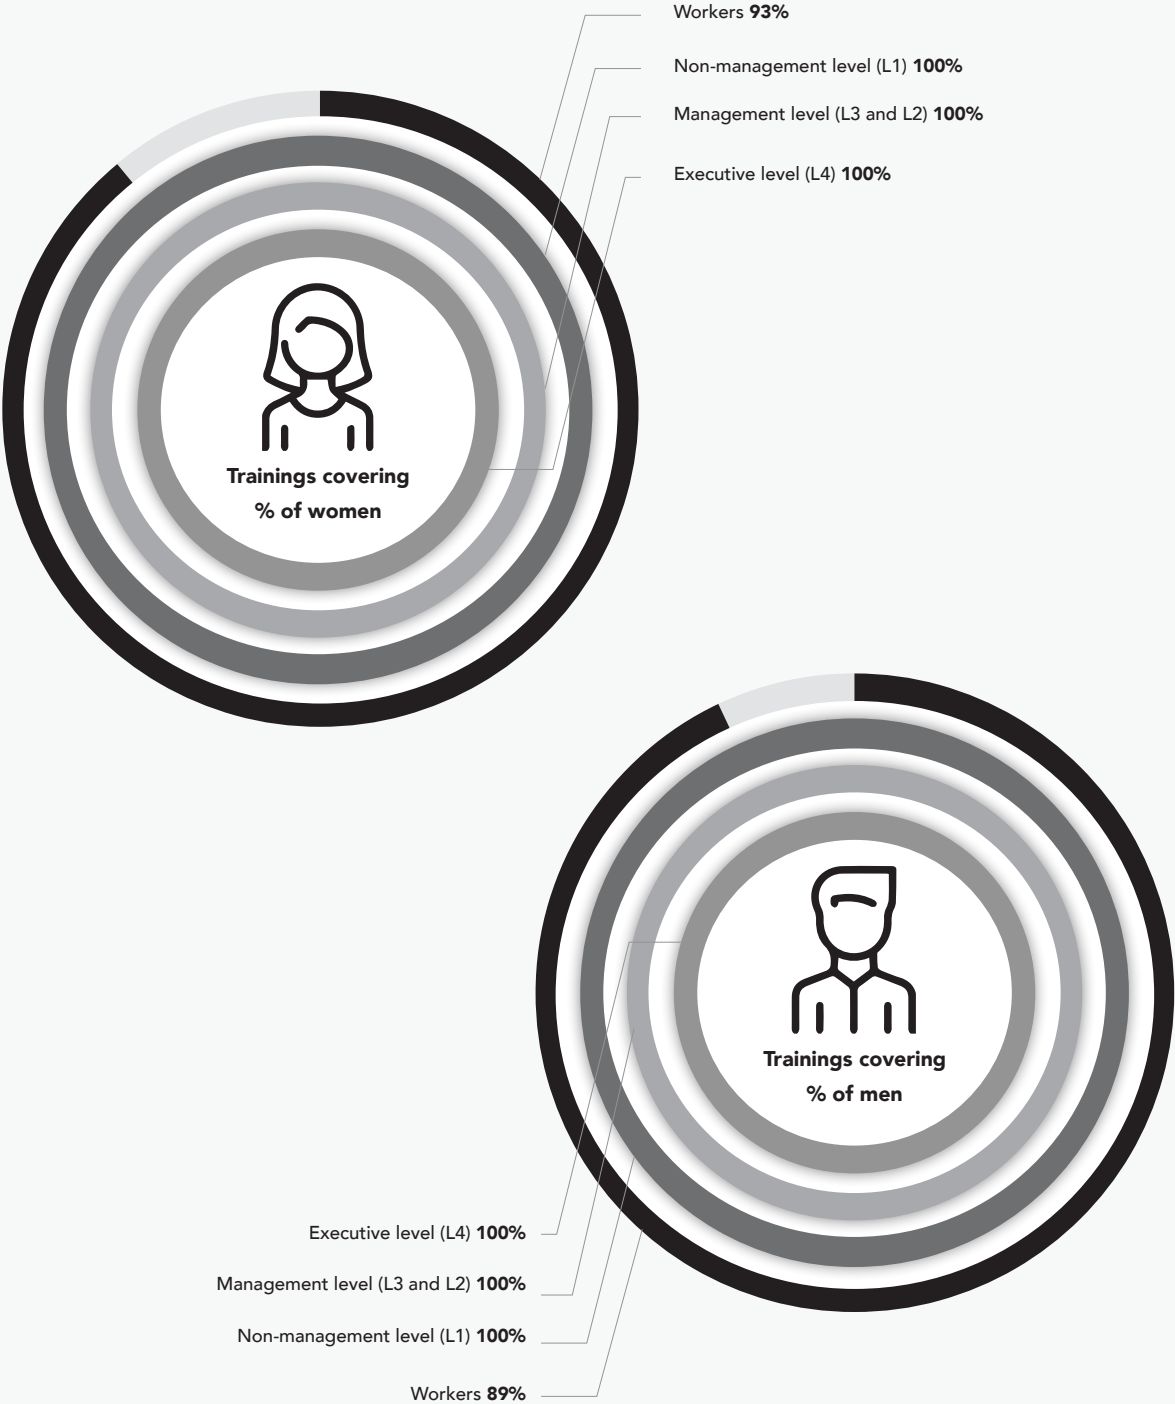 Workers 93%
Non-management level (L1) 100%
Management level (L3 and L2) 100%
Executive level (L4) 100%
Trainings covering
% of women
Trainings covering
% of men
Executive level (L4) 100%
Management level (L3 and L2) 100%
Non-management level (L1) 100%
Workers 89%